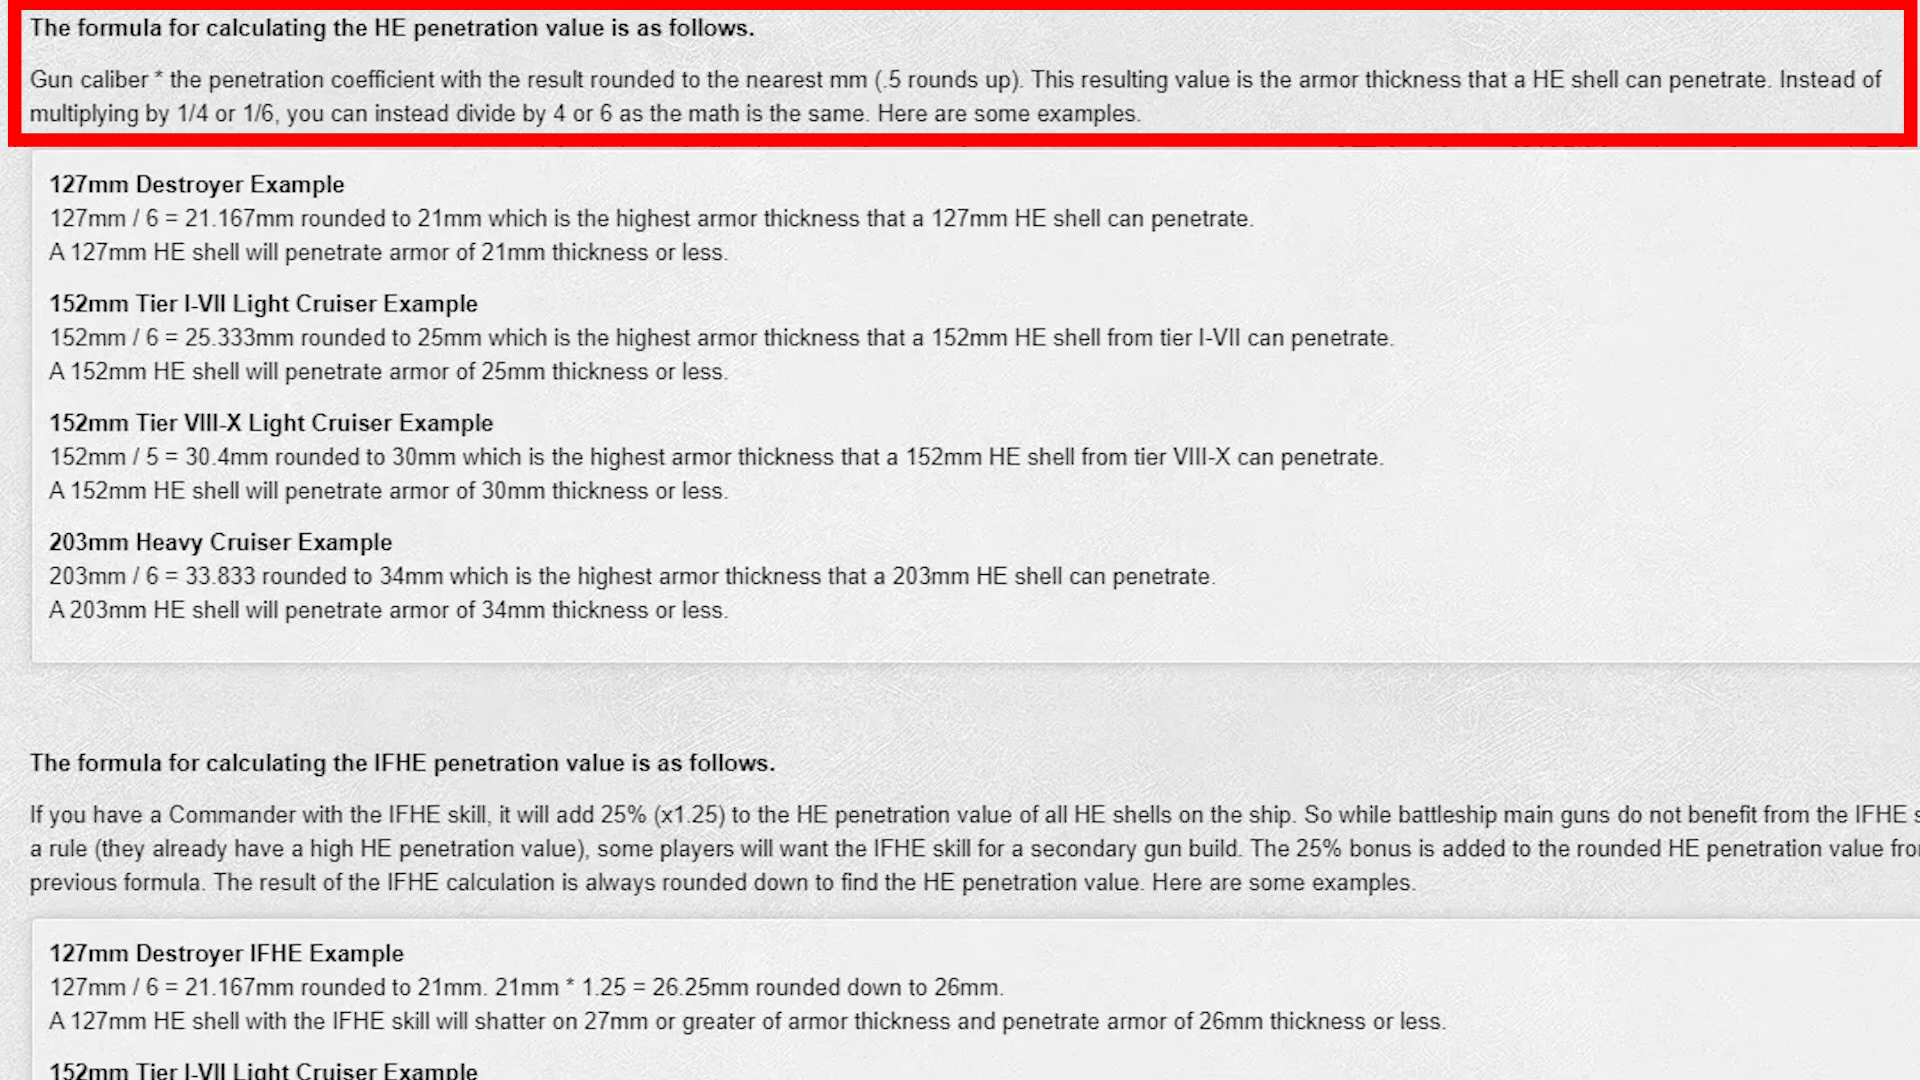 The formula for calculating the HE penetration value is as follows.
Gun caliber * the penetration coefficient with the result rounded to the nearest mm (.5 rounds up). This resulting value is the armor thickness that a HE shell can penetrate. Instead of
multiplying by 1/4 or 1/6, you can instead divide by 4 or 6 as the math is the same. Here are some examples.
127mm Destroyer Example
127mm / 6 = 21.167mm rounded to 21mm which is the highest armor thickness that a 127mm HE shell can penetrate.
A 127mm HE shell will penetrate armor of 21mm thickness or less.
152mm Tier I-VII Light Cruiser Example
152mm / 6 = 25.333mm rounded to 25mm which is the highest armor thickness that a 152mm HE shell from tier I-VII can penetrate.
A 152mm HE shell will penetrate armor of 25mm thickness or less.
152mm Tier VIII-X Light Cruiser Example
152mm / 5 = 30.4mm rounded to 30mm which is the highest armor thickness that a 152mm HE shell from tier VIII-X can penetrate.
A 152mm HE shell will penetrate armor of 30mm thickness or less.
203mm Heavy Cruiser Example
203mm / 6 = 33.833 rounded to 34mm which is the highest armor thickness that a 203mm HE shell can penetrate.
A 203mm HE shell will penetrate armor of 34mm thickness or less.
The formula for calculating the IFHE penetration value is as follows.
If you have a Commander with the IFHE skill, it will add 25% (x1.25) to the HE penetration value of all HE shells on the ship. So while battleship main guns do not benefit from the IFHE
a rule (they already have a high HE penetration value), some players will want the IFHE skill for a secondary gun build. The 25% bonus is added to the rounded HE penetration value
previous formula. The result of the IFHE calculation is always rounded down to find the HE penetration value. Here are some examples.
127mm Destroyer IFHE Example
127mm / 6 = 21.167mm rounded to 21mm. 21mm * 1.25 = 26.25mm rounded down to 26mm.
A 127mm HE shell with the IFHE skill will shatter on 27mm or greater of armor thickness and penetrate armor of 26mm thickness or less.
152mm Tier I-VII Light Cruiser Example